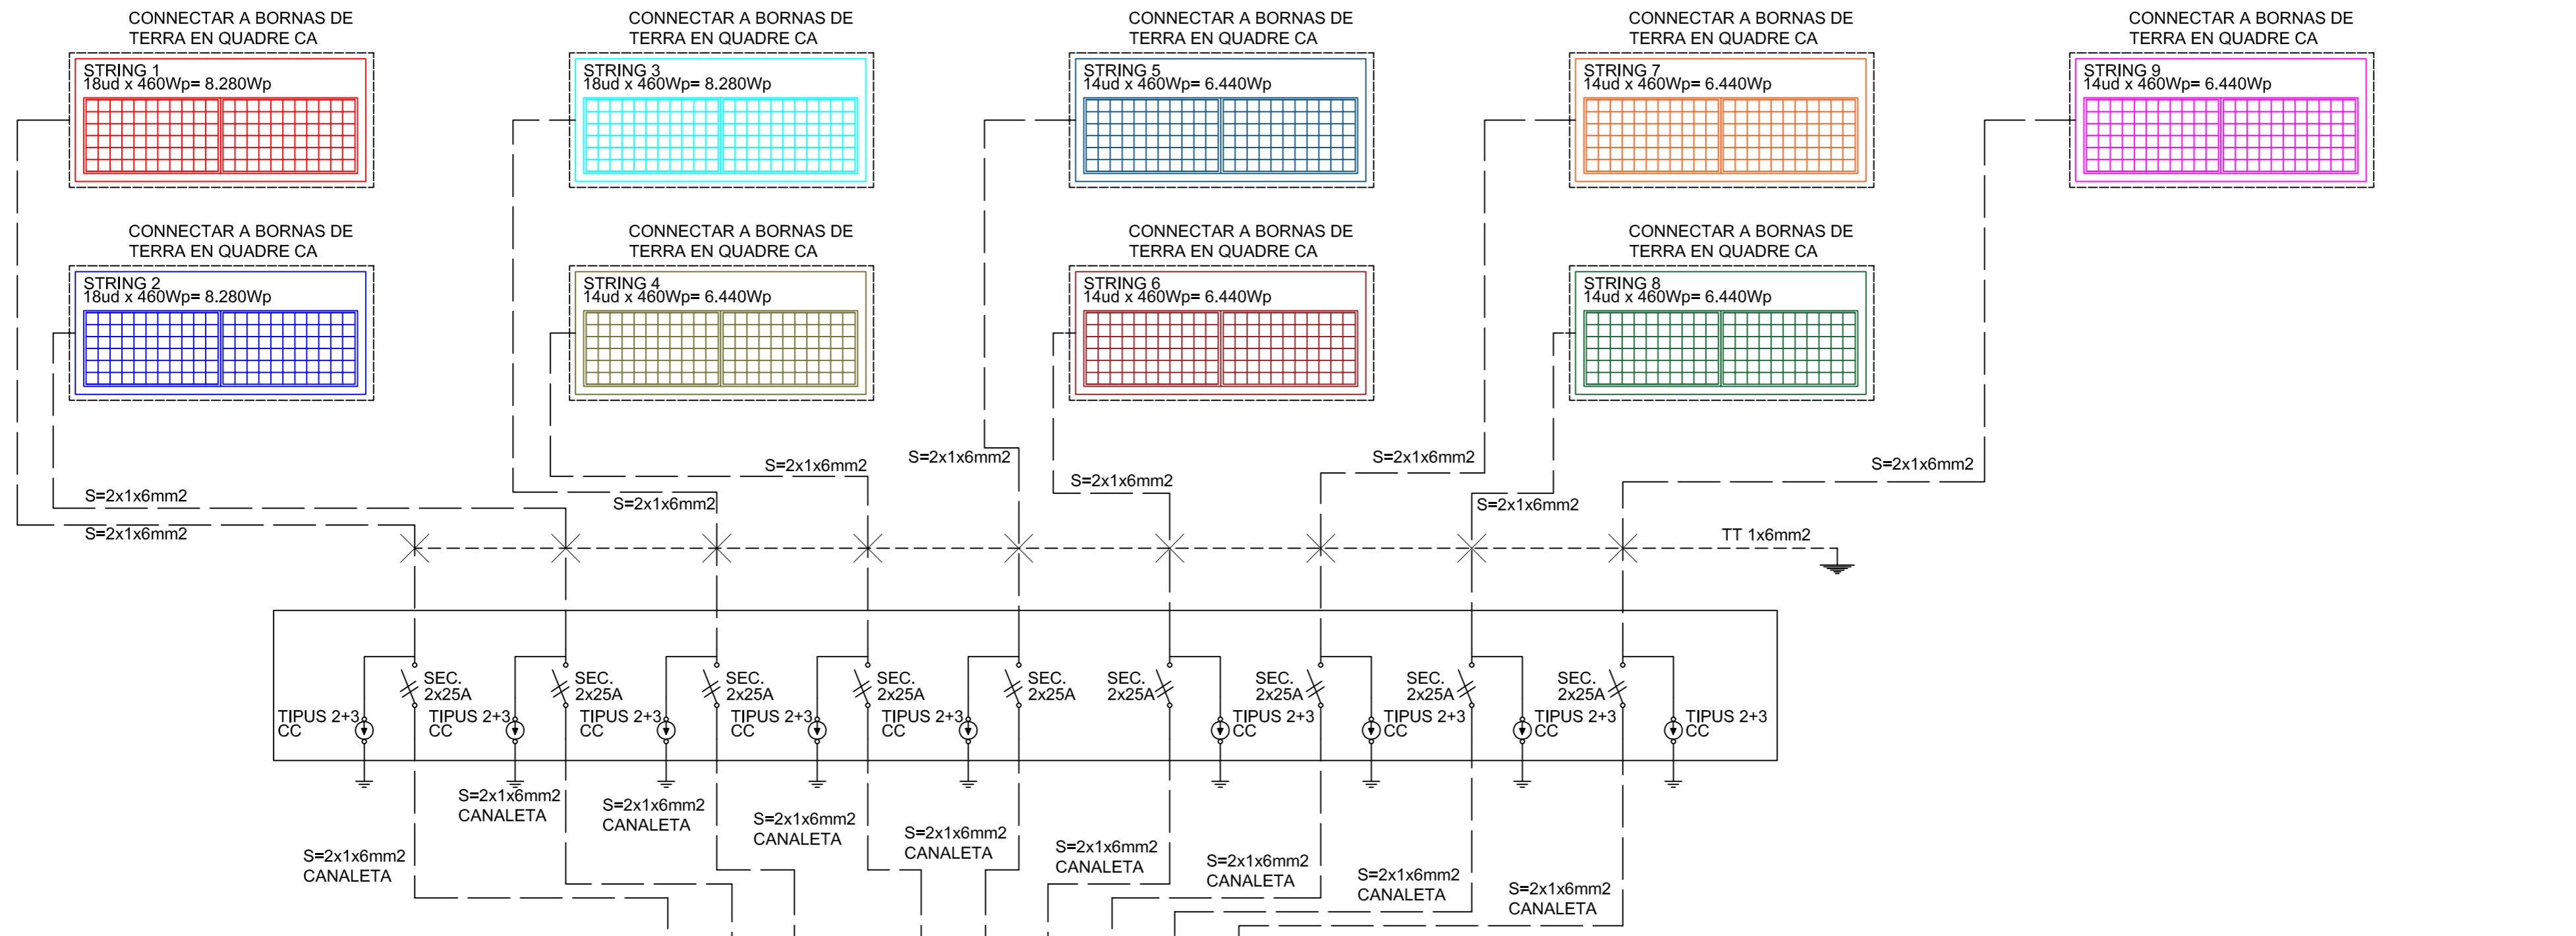 CONNECTAR A BORNAS DE
TERRA EN QUADRE CA
STRING 1
18ud x 460Wp= 8.280Wp
CONNECTAR A BORNAS DE
TERRA EN QUADRE CA
STRING 3
18ud x 460Wp= 8.280Wp
CONNECTAR A BORNAS DE
TERRA EN QUADRE CA
STRING 5
14ud x 460Wp= 6.440Wp
CONNECTAR A BORNAS DE
TERRA EN QUADRE CA
STRING 7
14ud x 460Wp= 6.440Wp
CONNECTAR A BORNAS DE
TERRA EN QUADRE CA
STRING 9
14ud x 460Wp= 6.440Wp
CONNECTAR A BORNAS DE
TERRA EN QUADRE CA
STRING 2
18ud x 460Wp= 8.280Wp
CONNECTAR A BORNAS DE
TERRA EN QUADRE CA
STRING 4
14ud x 460Wp= 6.440Wp
CONNECTAR A BORNAS DE
TERRA EN QUADRE CA
STRING 6
14ud x 460Wp= 6.440Wp
CONNECTAR A BORNAS DE
TERRA EN QUADRE CA
STRING 8
14ud x 460Wp= 6.440Wp
S=2x1x6mm2
S=2x1x6mm2
S=2x1x6mm2
S=2x1x6mm2
S=2x1x6mm2
S=2x1x6mm2
S=2x1x6mm2
S=2x1x6mm2
S=2x1x6mm2
TT 1x6mm2
SEC.
2x25A
SEC.
2x25A
SEC.
2x25A
SEC.
2x25A
SEC.
2x25A
SEC.
2x25A
SEC.
2x25A
SEC.
2x25A
SEC.
2x25A
TIPUS 2+3
CC
TIPUS 2+3
CC
TIPUS 2+3
CC
TIPUS 2+3
CC
TIPUS 2+3
CC
TIPUS 2+3
CC
TIPUS 2+3
CC
TIPUS 2+3
CC
TIPUS 2+3
CC
S=2x1x6mm2
CANALETA
S=2x1x6mm2
CANALETA
S=2x1x6mm2
CANALETA
S=2x1x6mm2
CANALETA
S=2x1x6mm2
CANALETA
S=2x1x6mm2
CANALETA
S=2x1x6mm2
CANALETA
S=2x1x6mm2
CANALETA
S=2x1x6mm2
CANALETA